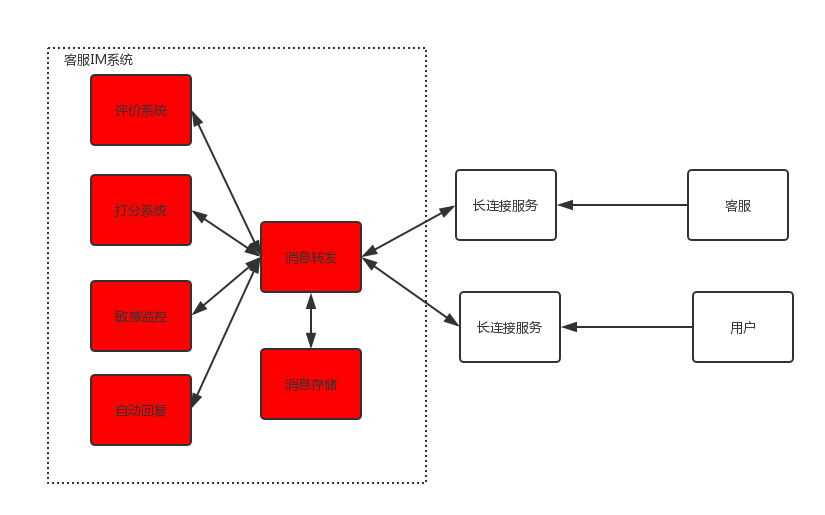 客服IM系统
评价系统
打分系统
敏感监控
自动回复
消息转发
消息存储
长连接服务
客服
长连接服务
用户